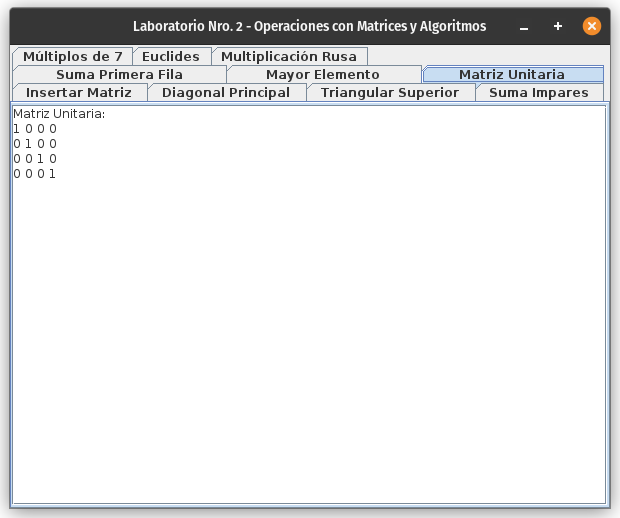 Laboratorio Nro. 2 - Operaciones con Matrices y Algoritmos
Múltiplos de 7 Euclides Multiplicación Rusa
Suma Primera Fila Mayor Elemento Matriz Unitaria
Insertar Matriz Diagonal Principal Triangular Superior Suma Impares
Matriz Unitaria:
1 0 0 0
0 1 0 0
0 0 1 0
0 0 0 1